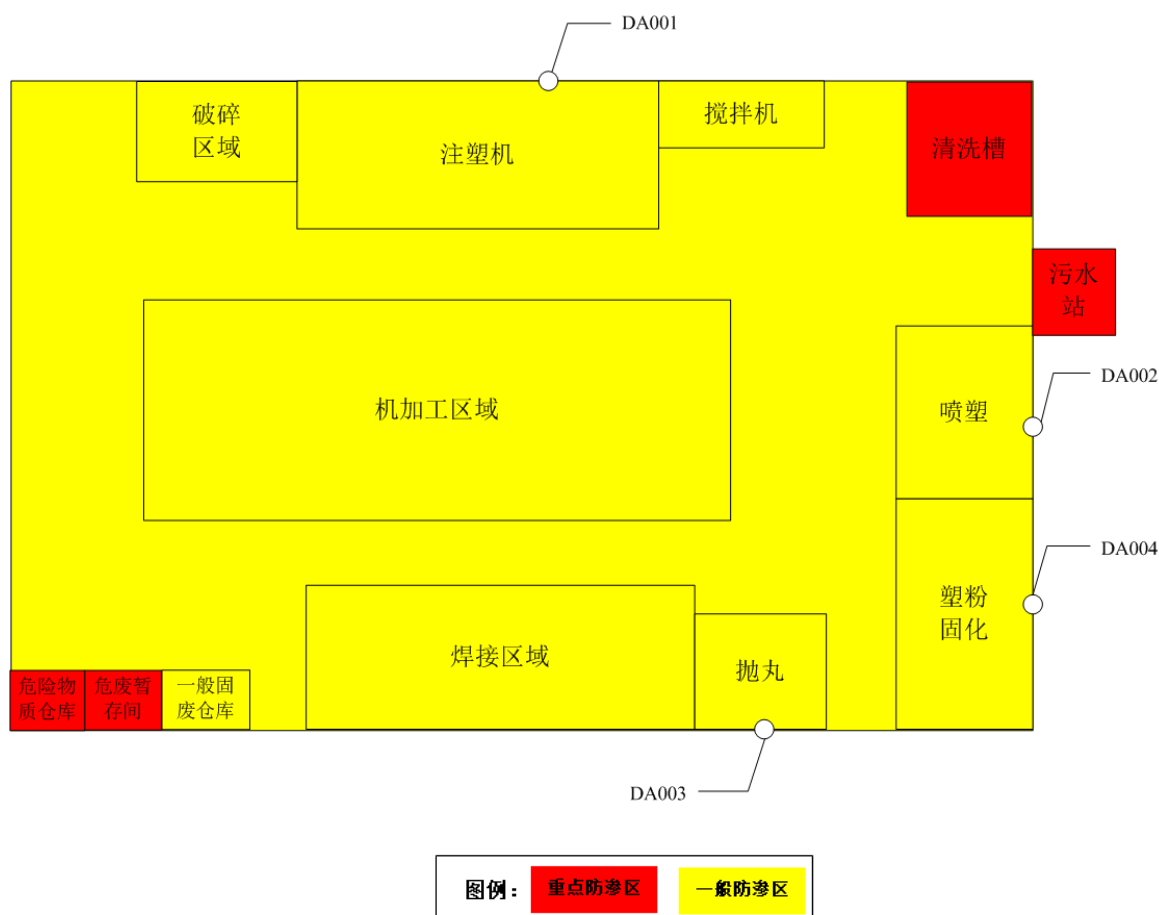 DA001
破碎
区域
注塑机
搅拌机
清洗槽
污水
站
机加工区域
DA002
喷塑
DA004
塑粉
固化
焊接区域
抛丸
危险物
质仓库
危废暂
存间
一般固
废仓库
DA003
图例：
重点防渗区
一般防渗区